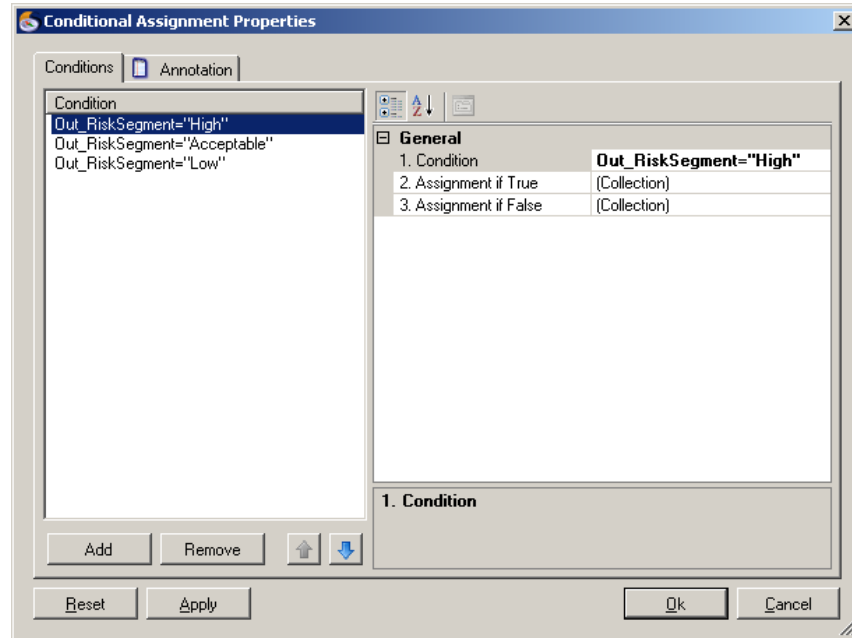 Conditional Assignment Properties
Conditions
Annotation
Condition
Out_RiskSegment="High"
Out_RiskSegment="Acceptable"
Out_RiskSegment="Low"
General
1. Condition Out_RiskSegment="High"
2. Assignment if True (Collection)
3. Assignment if False (Collection)
1. Condition
Add
Remove
Reset
Apply
Ok
Cancel